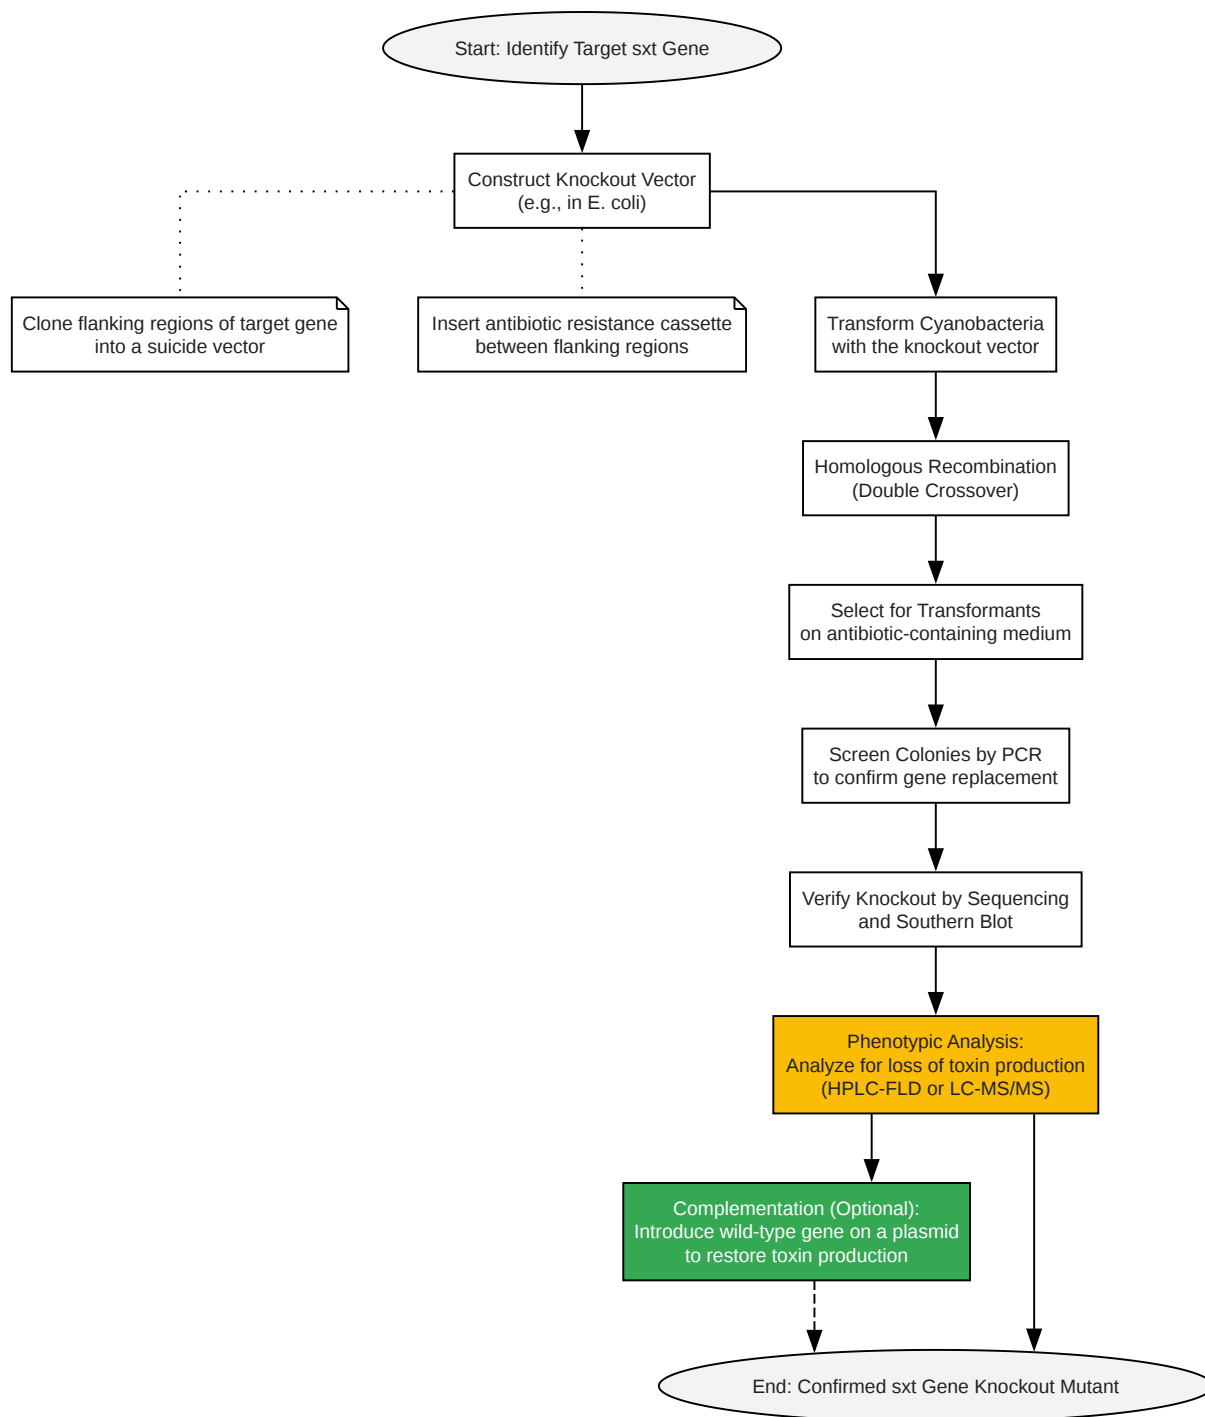 Start: Identify Target sxt Gene
Construct Knockout Vector
(e.g., in E. coli)
Clone flanking regions of target gene
into a suicide vector
Insert antibiotic resistance cassette
between flanking regions
Transform Cyanobacteria
with the knockout vector
Homologous Recombination
(Double Crossover)
Select for Transformants
on antibiotic-containing medium
Screen Colonies by PCR
to confirm gene replacement
Verify Knockout by Sequencing
and Southern Blot
Phenotypic Analysis:
Analyze for loss of toxin production
(HPLC-FLD or LC-MS/MS)
Complementation (Optional):
Introduce wild-type gene on a plasmid
to restore toxin production
End: Confirmed sxt Gene Knockout Mutant